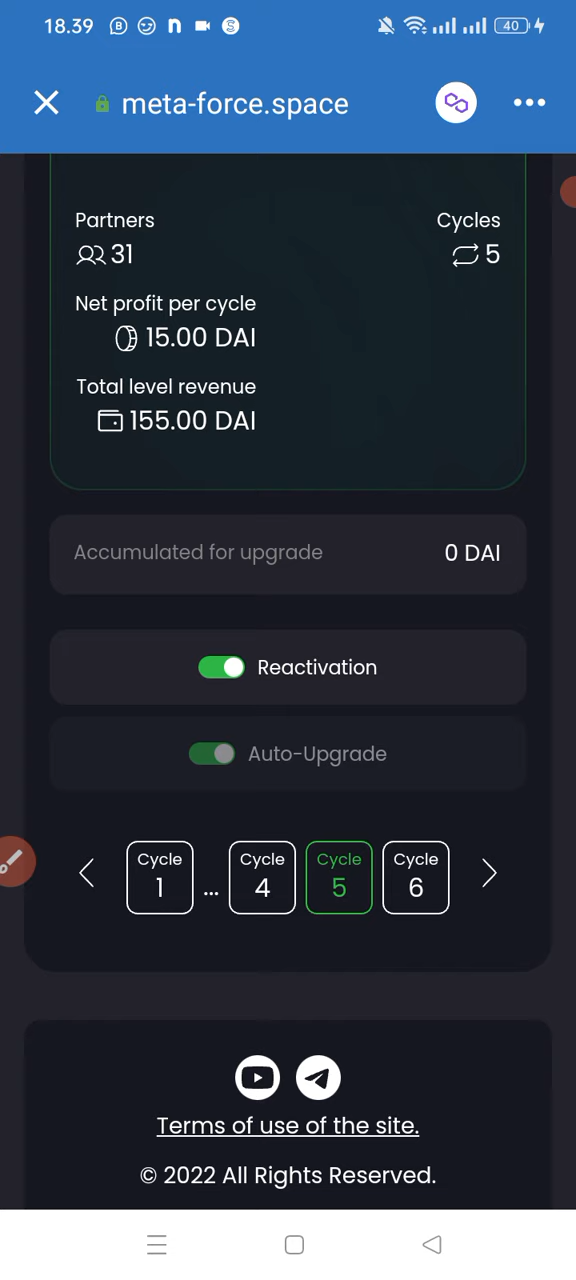 18.39
40
meta-force.space
Partners
Cycles
31
5
Net profit per cycle
15.00 DAI
Total level revenue
155.00 DAI
Accumulated for upgrade
0 DAI
Reactivation
Auto-Upgrade
Cycle
1
...
Cycle
4
Cycle
5
Cycle
6
Terms of use of the site.
© 2022 All Rights Reserved.